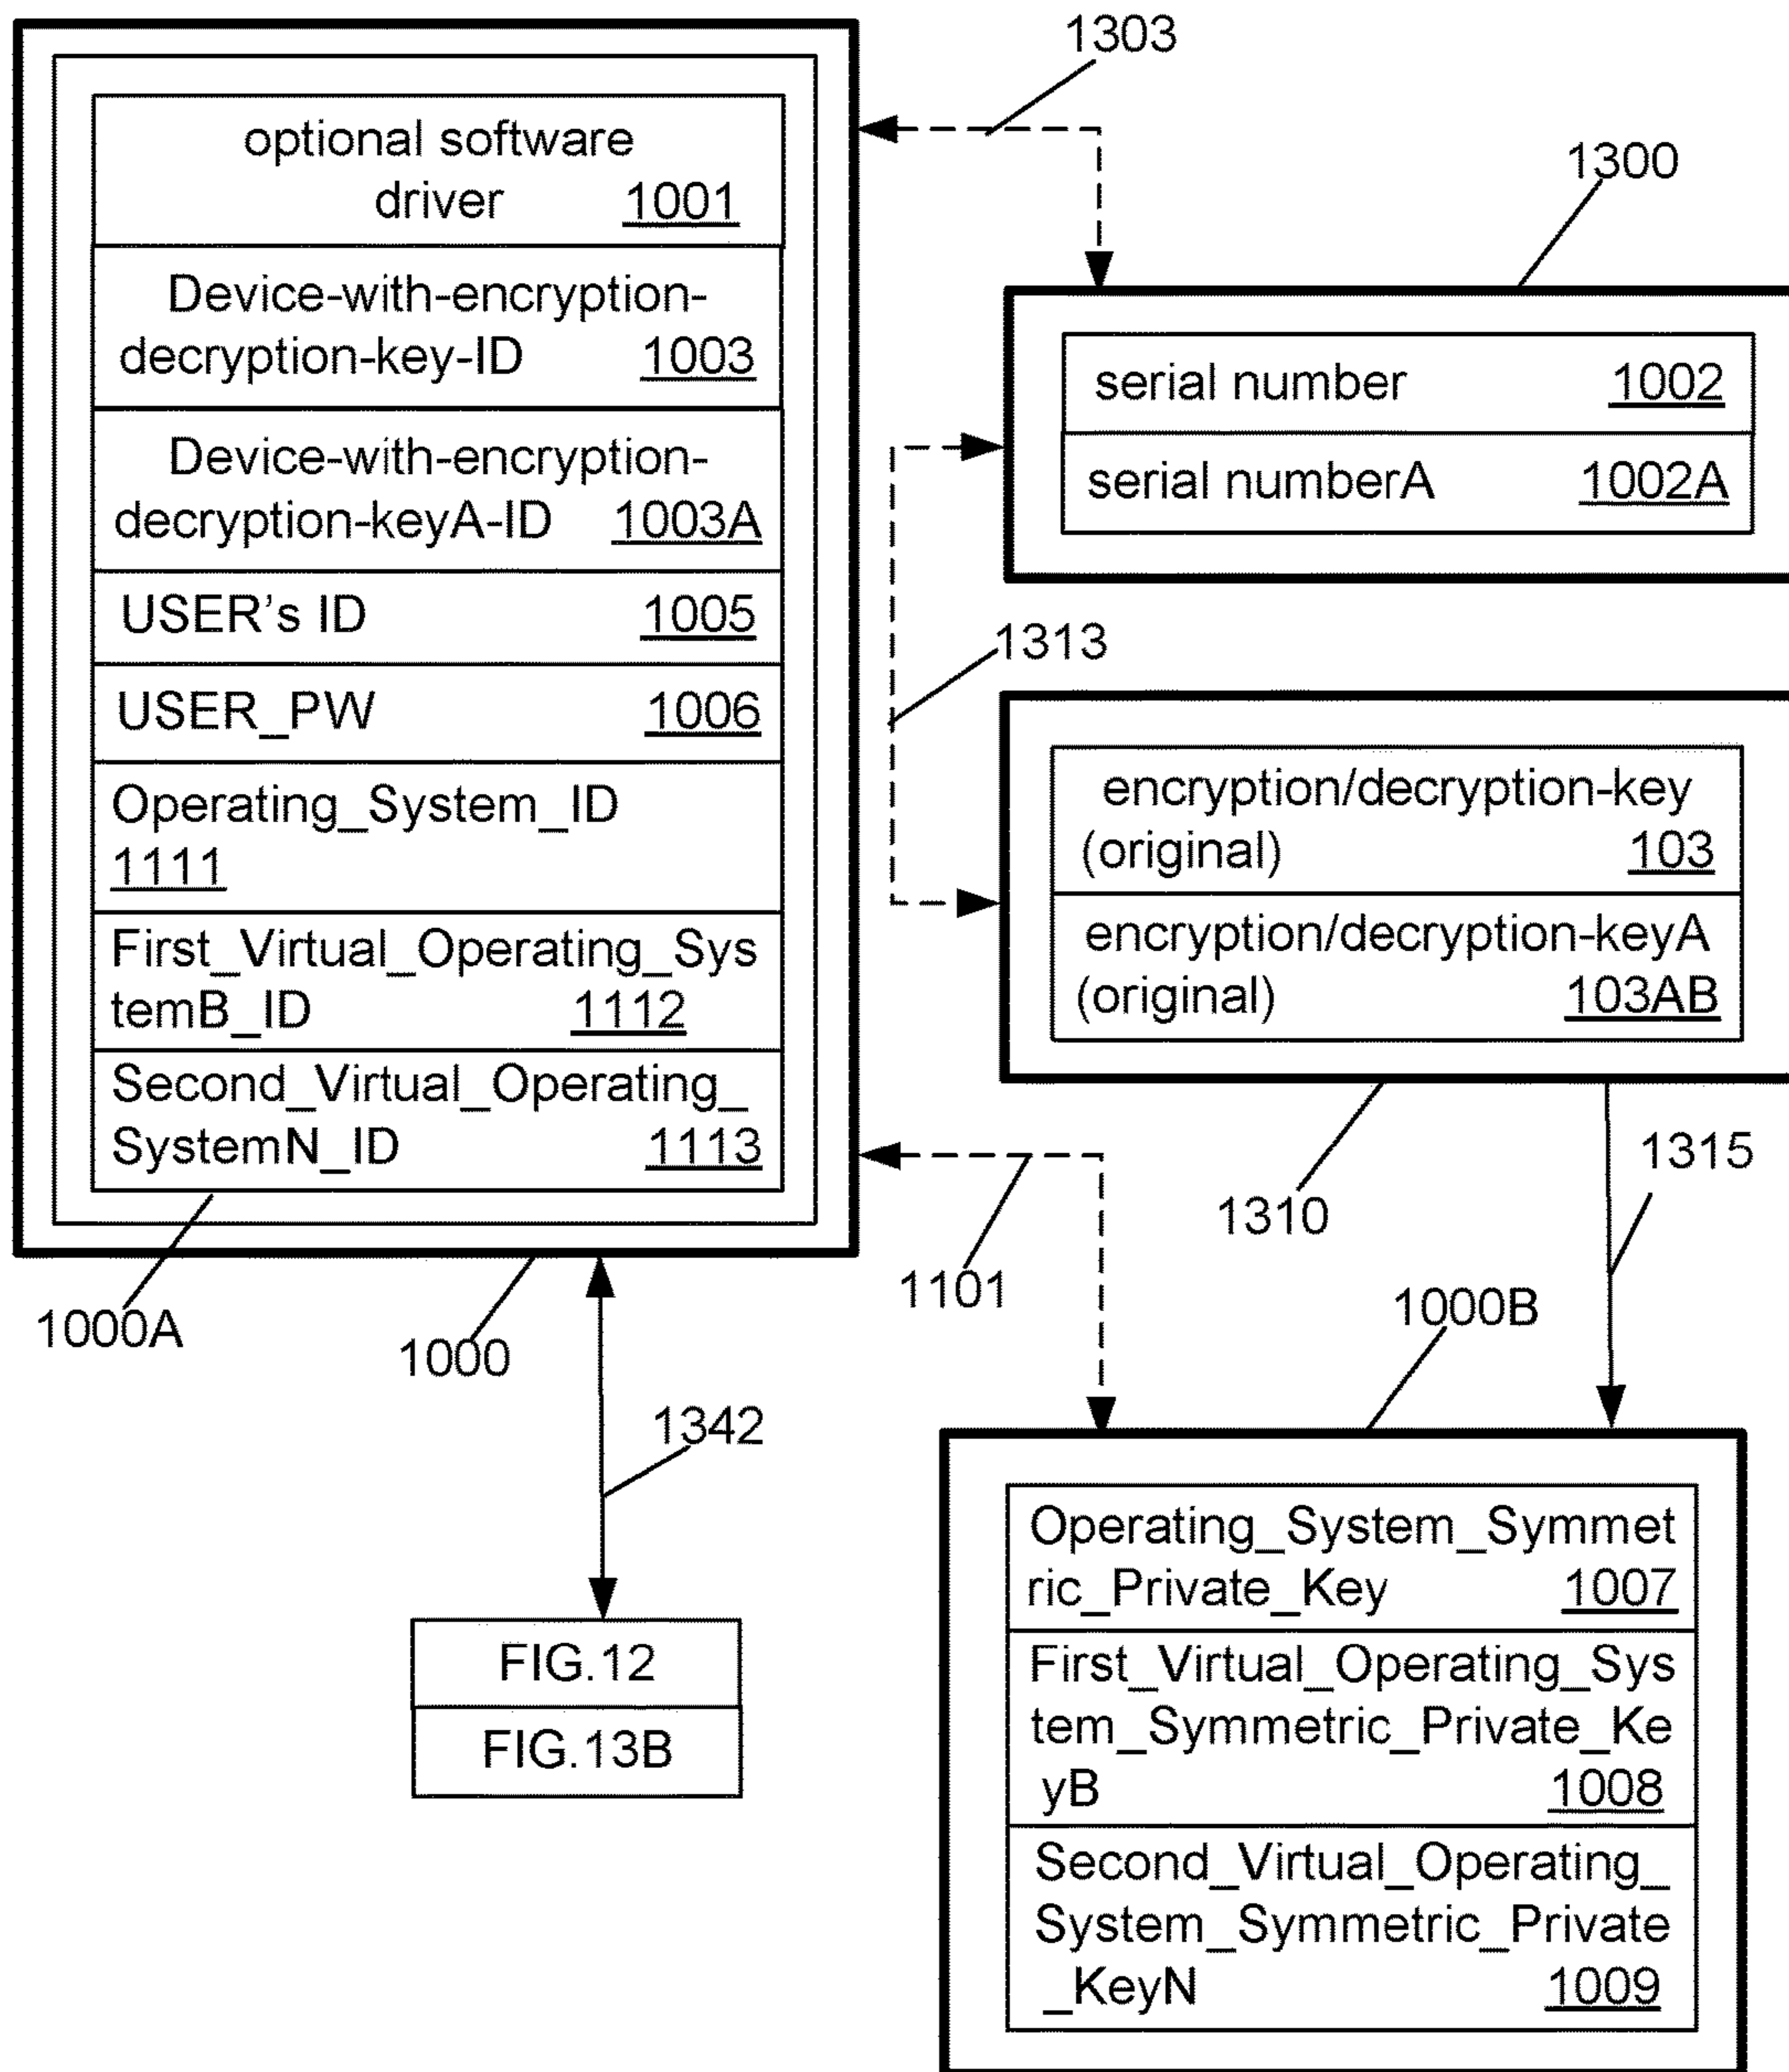 optional software
driver 1001
Device-with-encryption-
decryption-key-ID 1003
Device-with-encryption-
decryption-keyA-ID 1003A
USER's ID 1005
USER_PW 1006
Operating_System_ID
1111
First_Virtual_Operating_Sys
temB_ID 1112
Second_Virtual_Operating_
SystemN_ID 1113
1000A
1000
1342
FIG.12
FIG.13B
1303
1300
serial number 1002
serial numberA 1002A
1313
encryption/decryption-key
(original) 103
encryption/decryption-keyA
(original) 103AB
1310
1315
1101
1000B
Operating_System_Symmet
ric_Private_Key 1007
First_Virtual_Operating_Sys
tem_Symmetric_Private_Ke
yB 1008
Second_Virtual_Operating_
System_Symmetric_Private
_KeyN 1009